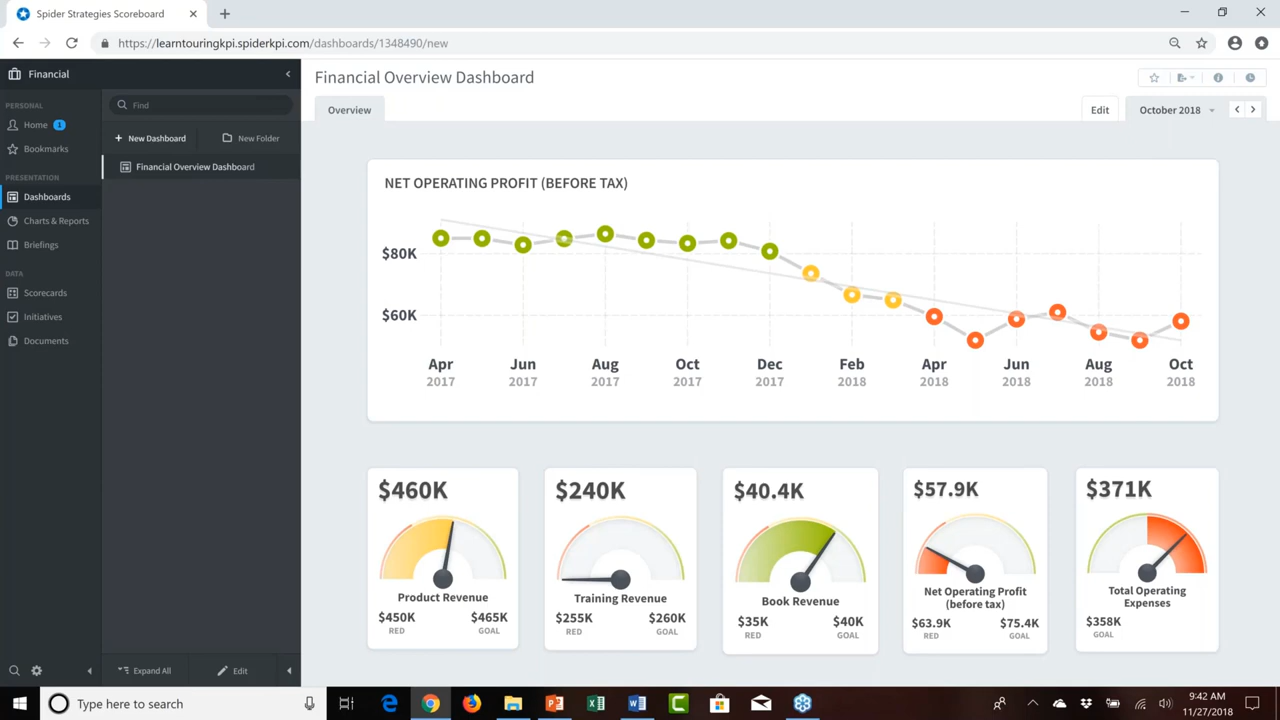 Spider Strategies Scoreboard
https://learntouringkpi.spiderkpi.com/dashboards/1348490/new
Financial
Financial Overview Dashboard
PERSONAL
Home 1
Bookmarks
PRESENTATION
Dashboards
Charts & Reports
Briefings
DATA
Scorecards
Initiatives
Documents
Find
New Dashboard New Folder
Financial Overview Dashboard
Expand All Edit
Overview
Edit October 2018
NET OPERATING PROFIT (BEFORE TAX)
$80K
$60K
Apr Jun Aug Oct Dec Feb Apr Jun Aug Oct
2017 2017 2017 2017 2017 2018 2018 2018 2018 2018
$460K
Product Revenue
$450K $465K
RED GOAL
$240K
Training Revenue
$255K $260K
RED GOAL
$40.4K
Book Revenue
$35K $40K
RED GOAL
$57.9K
Net Operating Profit
(before tax)
$63.9K $75.4K
RED GOAL
$371K
Total Operating
Expenses
$358K
GOAL
Type here to search
9:42 AM
11/27/2018